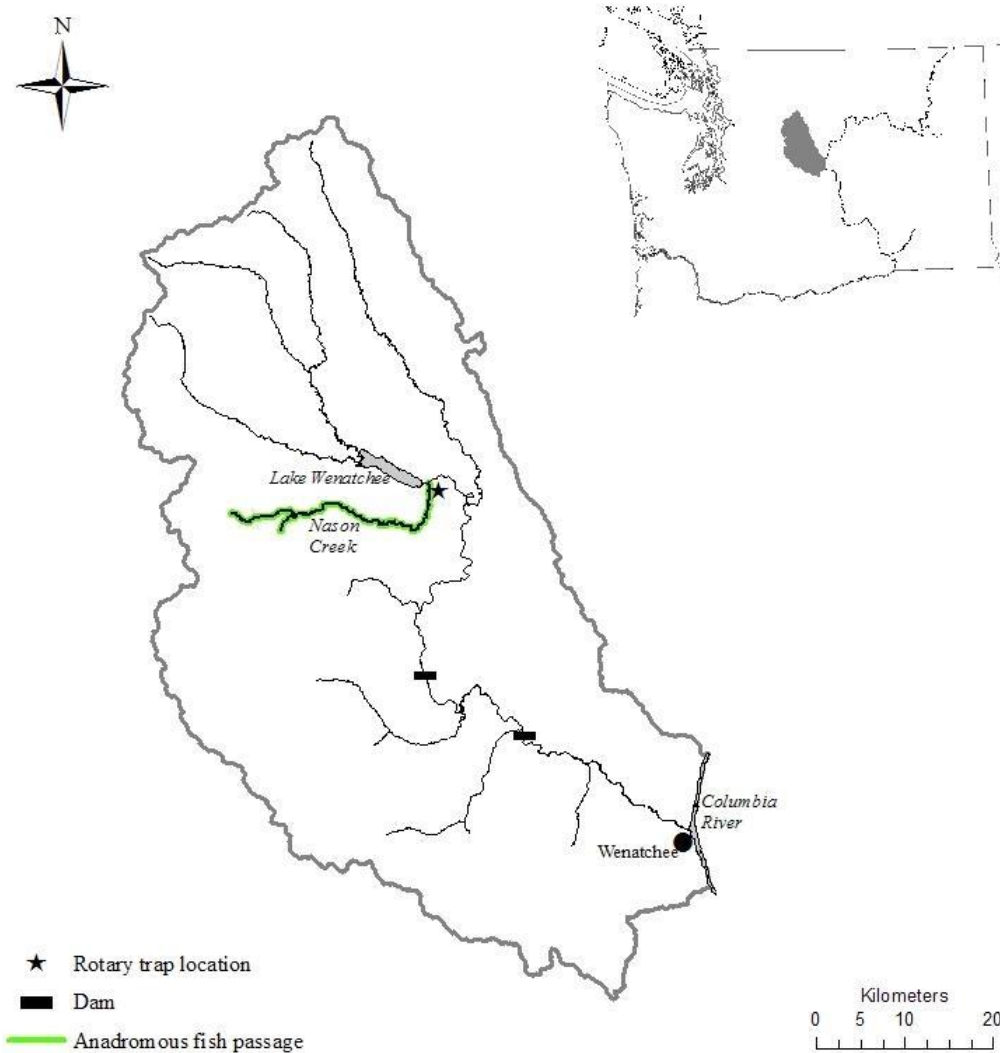 N
Lake Wenatchee
Nason
Creek
Columbia
River
Wenatchee
Rotary trap location
Dam
Anadromous fish passage
Kilometers
0 5 10 20